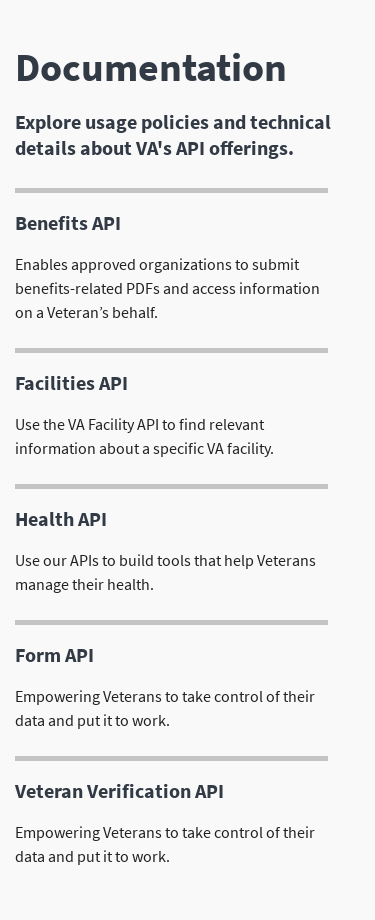 Documentation
Explore usage policies and technical
details about VA's API offerings.
Benefits API
Enables approved organizations to submit
benefits-related PDFs and access information
on a Veteran’s behalf.
Facilities API
Use the VA Facility API to find relevant
information about a specific VA facility.
Health API
Use our APIs to build tools that help Veterans
manage their health.
Form API
Empowering Veterans to take control of their
data and put it to work.
Veteran Verification API
Empowering Veterans to take control of their
data and put it to work.